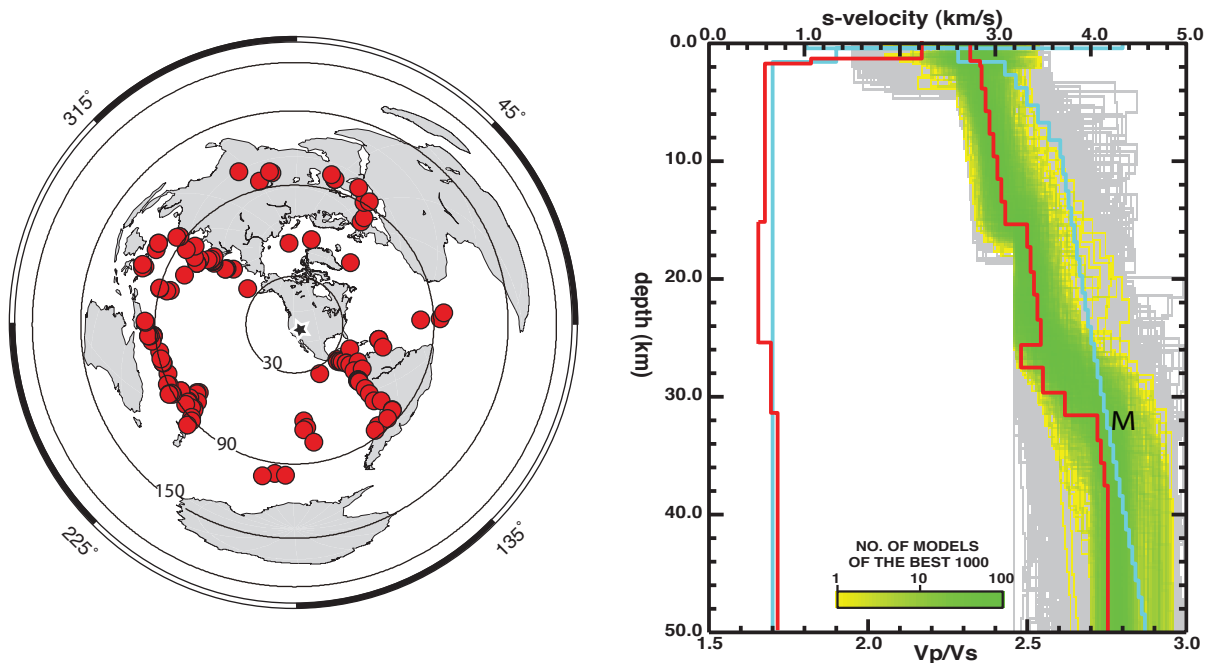 315°
45°
30
90
150
225°
135°
s-velocity (km/s)
0.0 1.0 2.0 3.0 4.0 5.0
0.0
10.0
20.0
30.0
40.0
50.0
depth (km)
M
NO. OF MODELS
OF THE BEST 1000
1 10 100
1.5 2.0 2.5 3.0
Vp/Vs